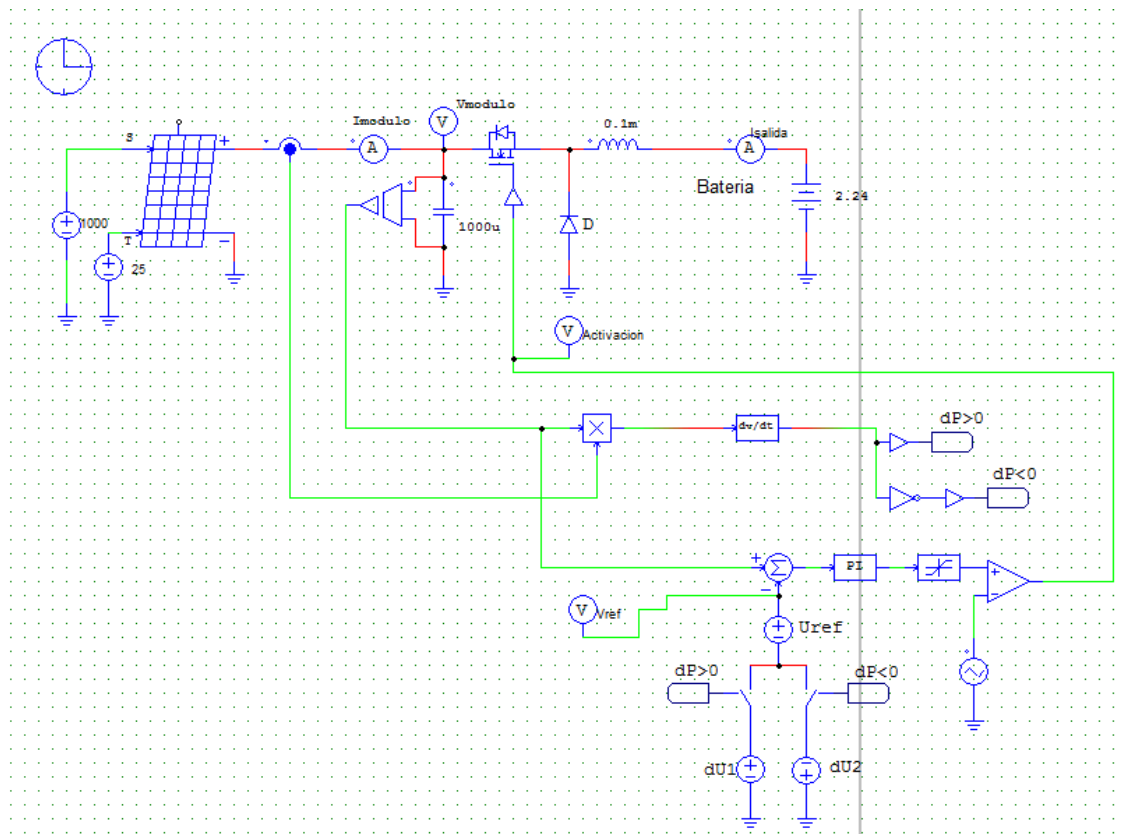 Vmodulo
Imodulo
V
0.1m
Isalida
S
+
A
A
Bateria
2.24
1000
1000u
D
T
−
25
V
Activacion
dv/dt
dP>0
dP<0
+
Σ
PI
−
+
−
V
Vref
Uref
dP>0
dP<0
dU1
dU2